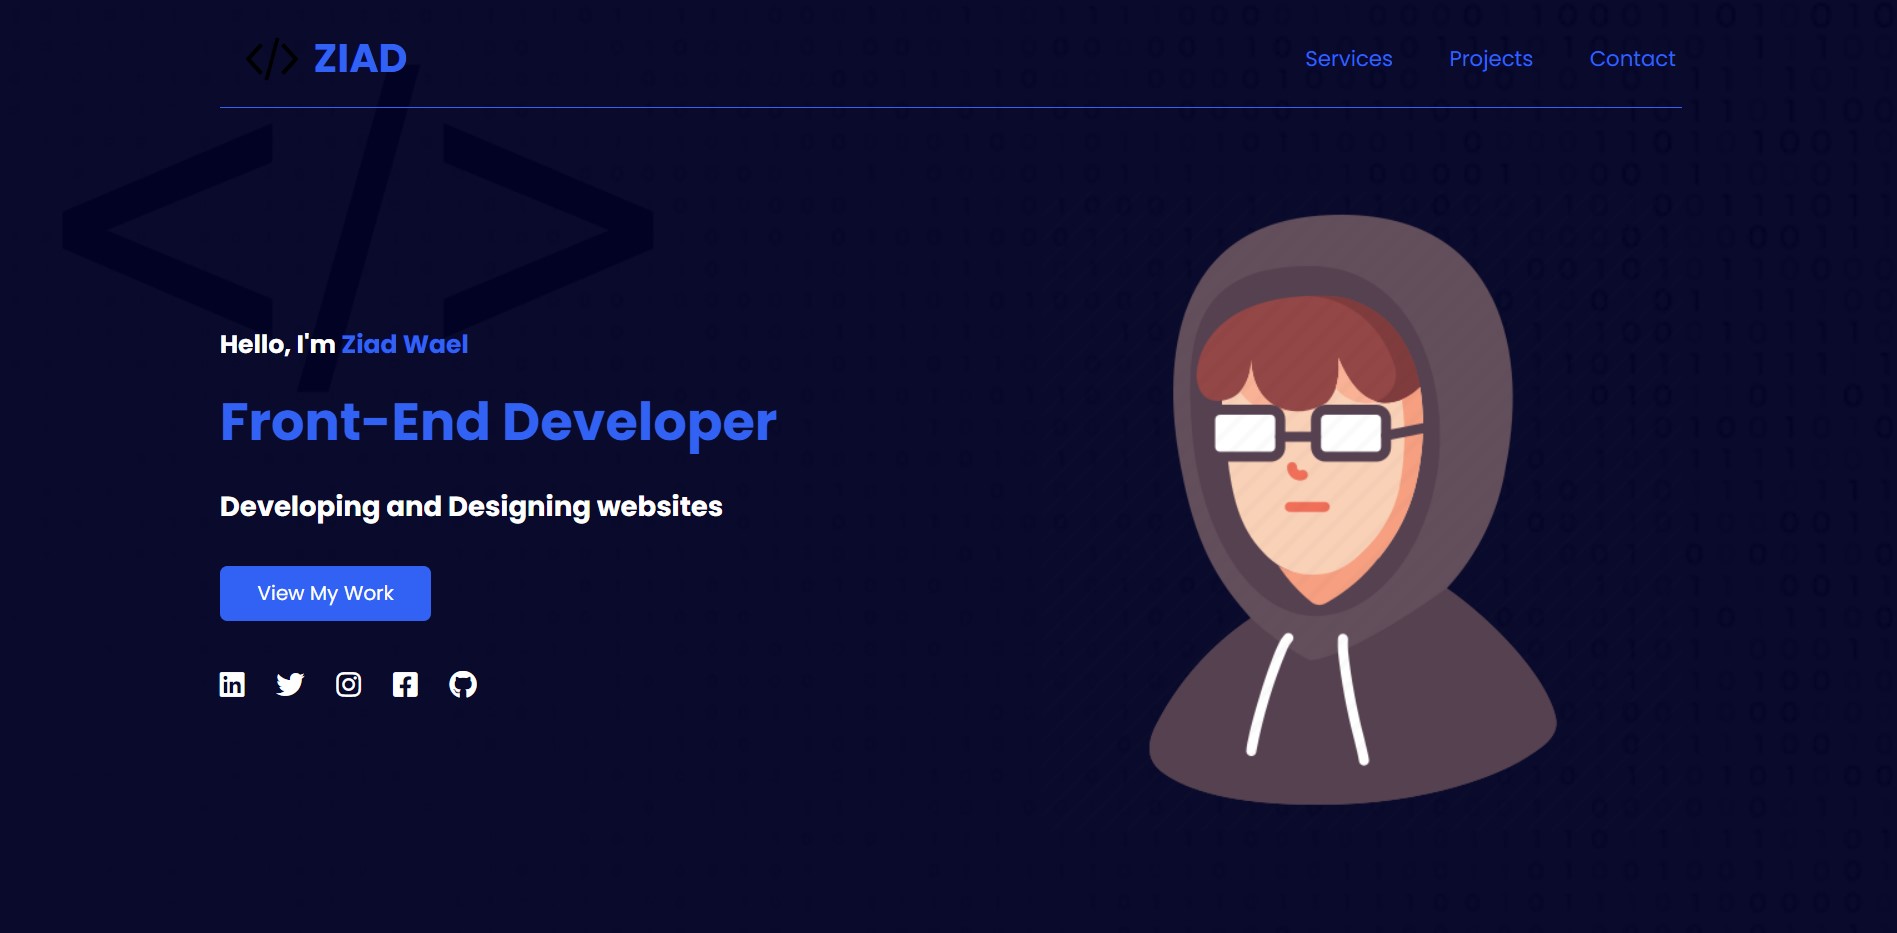 </> ZIAD
Services Projects Contact
</>
Hello, I'm Ziad Wael
Front-End Developer
Developing and Designing websites
View My Work